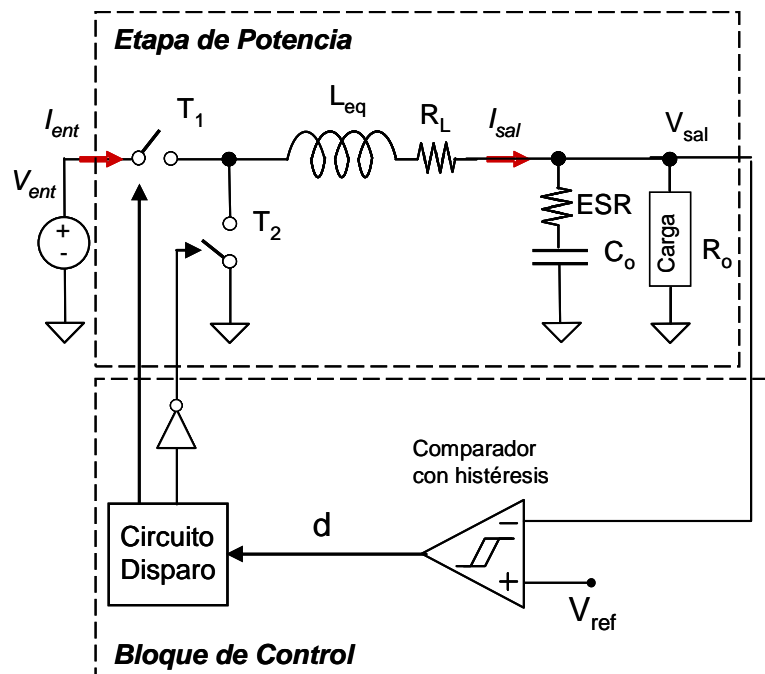 Etapa de Potencia
I_ent
T_1
L_eq
R_L
I_sal
V_sal
V_ent
+
-
T_2
ESR
C_o
Carga
R_o
Comparador
con histéresis
Circuito
Disparo
d
−
+
V_ref
Bloque de Control